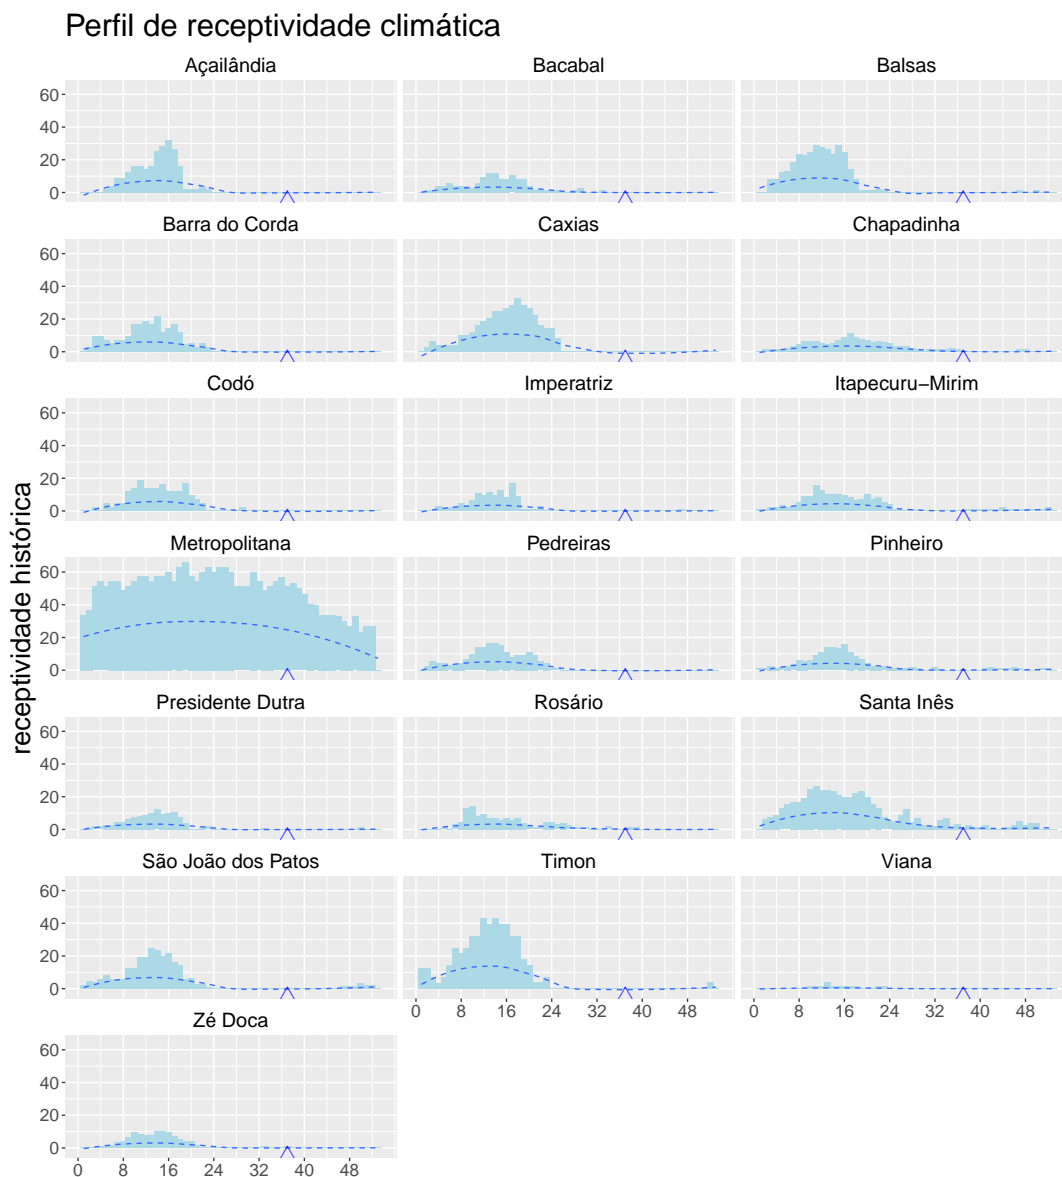 Perfil de receptividade climática
Açailândia Bacabal Balsas
60
40
20
0
Barra do Corda Caxias Chapadinha
60
40
20
0
Codó Imperatriz Itapecuru−Mirim
60
40
20
0
receptividade histórica
Metropolitana Pedreiras Pinheiro
60
40
20
0
Presidente Dutra Rosário Santa Inês
60
40
20
0
São João dos Patos Timon Viana
60
40
20
0
0 8 16 24 32 40 48 0 8 16 24 32 40 48
Zé Doca
60
40
20
0
0 8 16 24 32 40 48